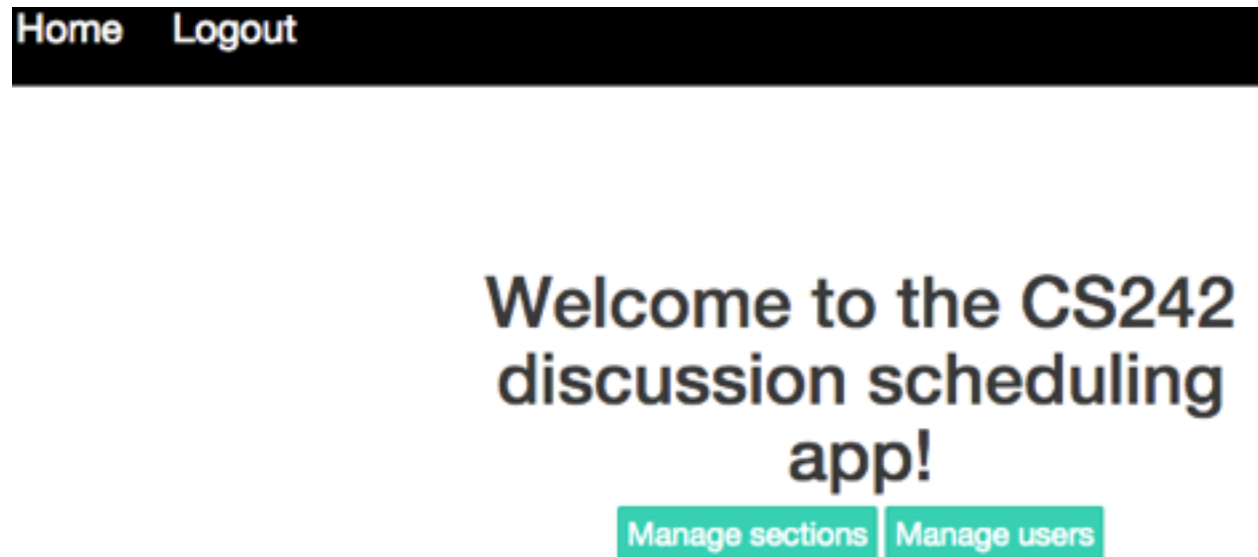 Home Logout
Welcome to the CS242
discussion scheduling
app!
Manage sections Manage users